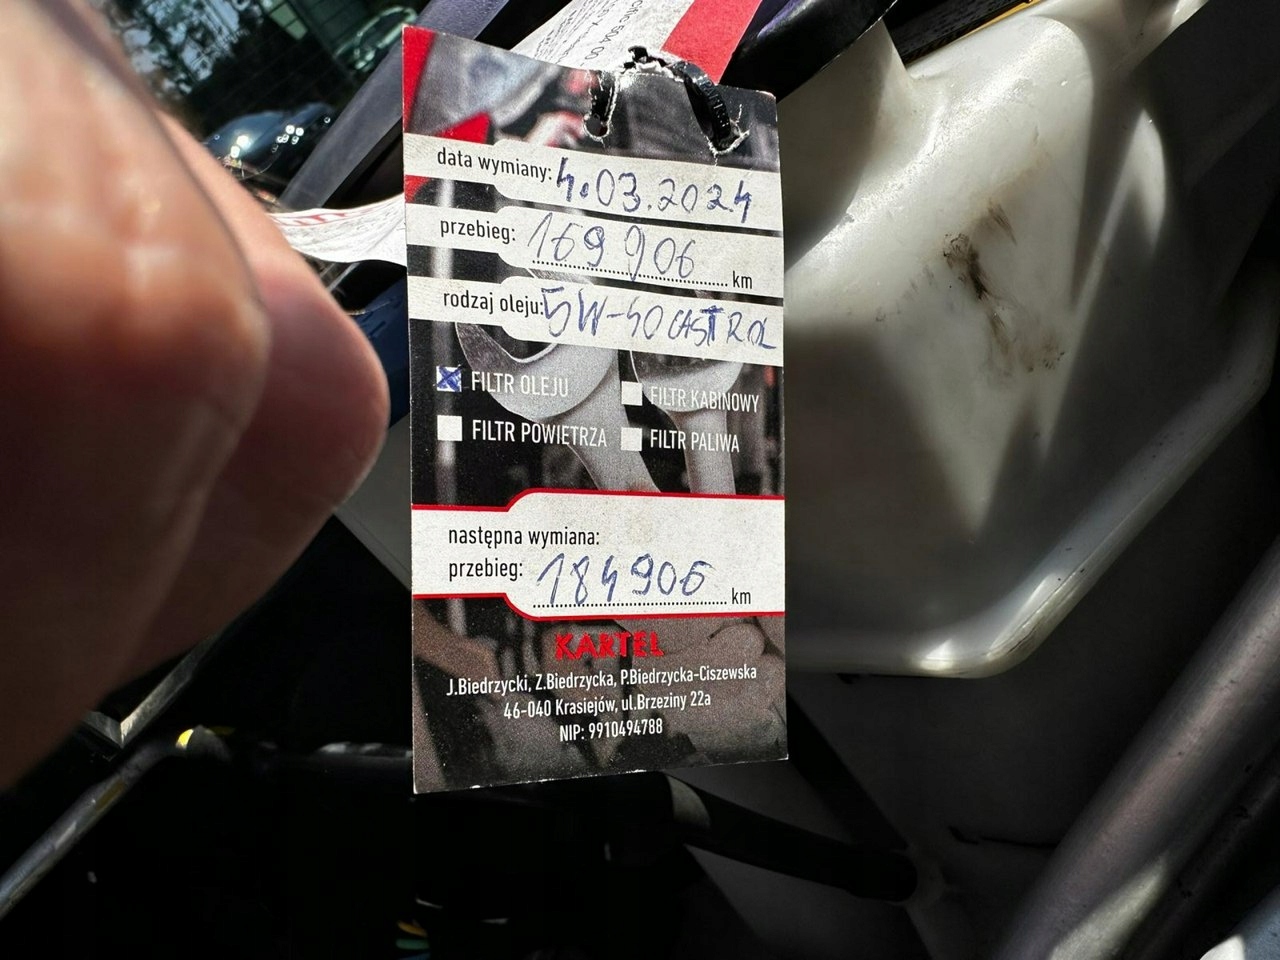 data wymiany: 4.03.2024
przebieg: 169 906 km
rodzaj oleju: 5W-40 CASTROL
FILTR OLEJU FILTR KABINOWY
FILTR POWIETRZA FILTR PALIWA
następna wymiana:
przebieg: 184906 km
KARTEL
J.Biedrzycki, Z.Biedrzycka, P.Biedrzycka-Ciszewska
46-040 Krasiejów, ul.Brzeziny 22a
NIP: 9910494788